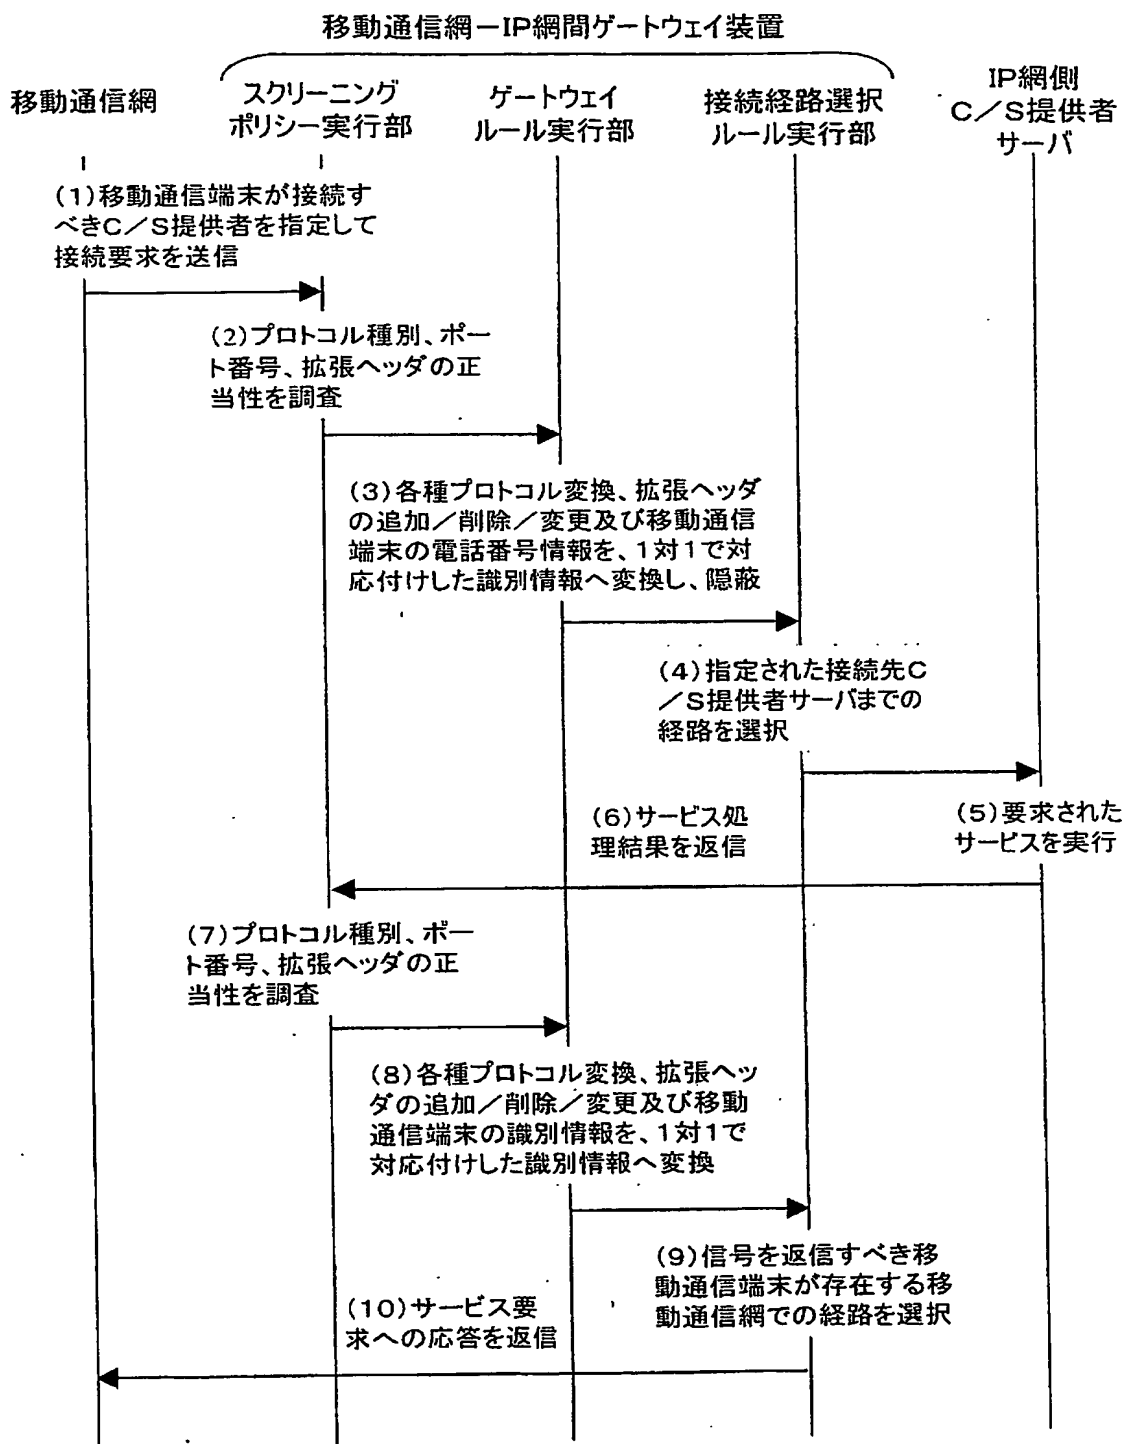 移動通信網－IP網間ゲートウェイ装置
移動通信網
スクリーニング
ポリシー実行部
ゲートウェイ
ルール実行部
接続経路選択
ルール実行部
IP網側
C／S提供者
サーバ
(1)移動通信端末が接続す
べきC／S提供者を指定して
接続要求を送信
(2)プロトコル種別、ポー
ト番号、拡張ヘッダの正
当性を調査
(3)各種プロトコル変換、拡張ヘッダ
の追加／削除／変更及び移動通信
端末の電話番号情報を、1対1で対
応付けした識別情報へ変換し、隠蔽
(4)指定された接続先C
／S提供者サーバまでの
経路を選択
(5)要求された
サービスを実行
(6)サービス処
理結果を返信
(7)プロトコル種別、ポー
ト番号、拡張ヘッダの正
当性を調査
(8)各種プロトコル変換、拡張ヘッ
ダの追加／削除／変更及び移動
通信端末の識別情報を、1対1で
対応付けした識別情報へ変換
(9)信号を返信すべき移
動通信端末が存在する移
動通信網での経路を選択
(10)サービス要
求への応答を返信